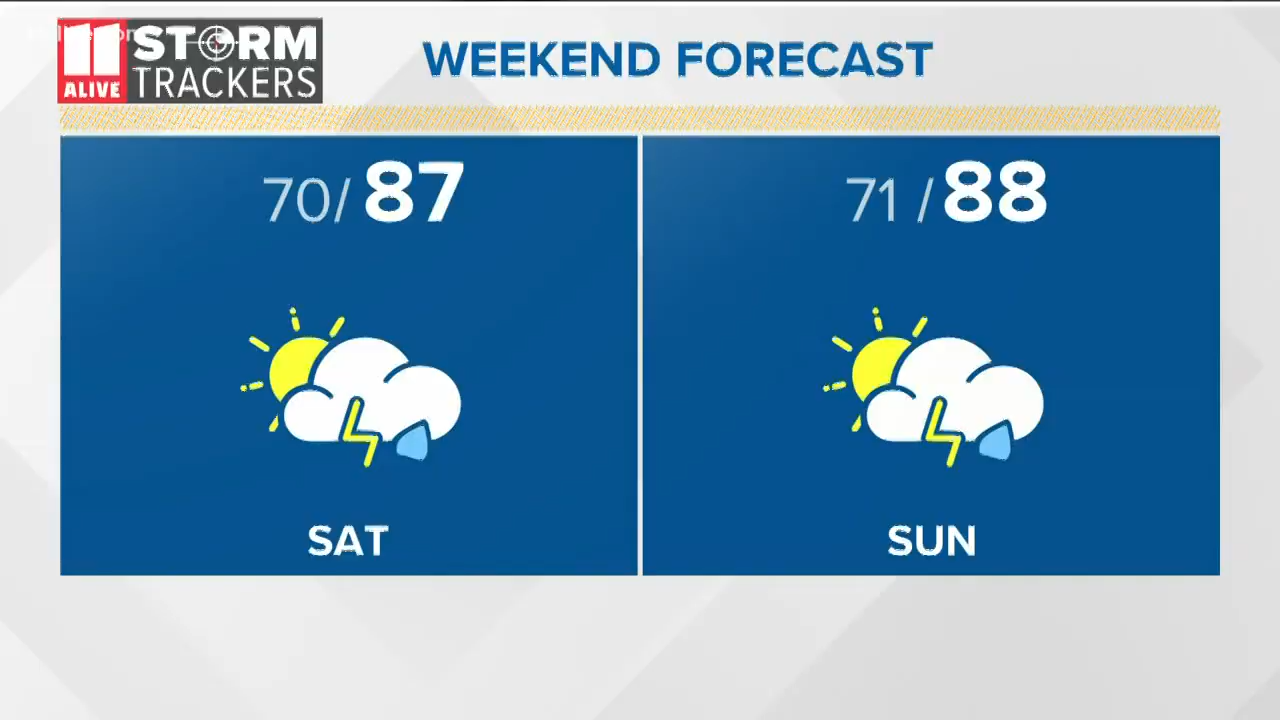 11 ALIVE
STORM
TRACKERS
WEEKEND FORECAST
70/ 87
71 / 88
SAT
SUN